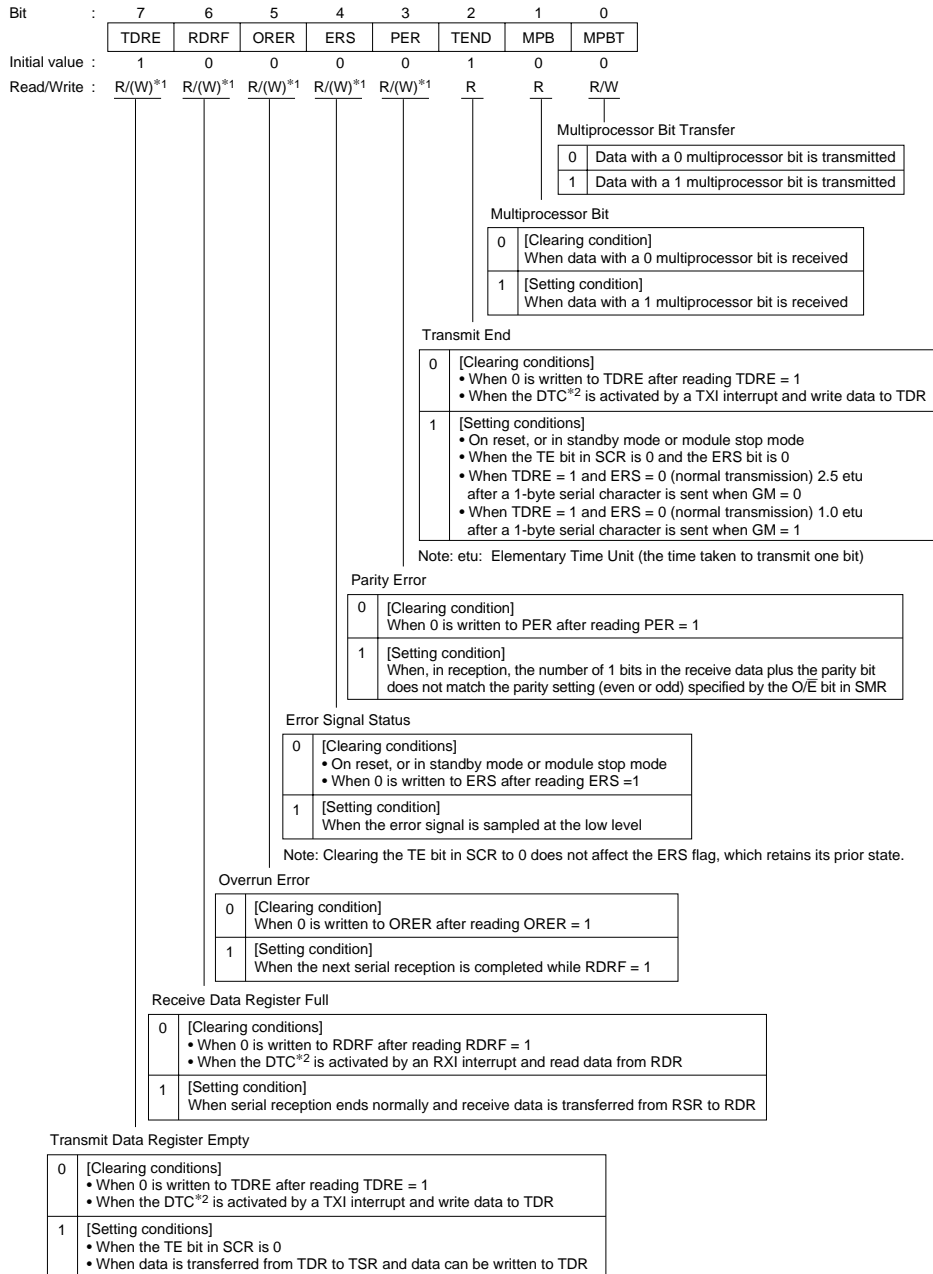 Bit : 7 6 5 4 3 2 1 0
TDRE RDRF ORER ERS PER TEND MPB MPBT
Initial value : 1 0 0 0 0 1 0 0
Read/Write : R/(W)*1 R/(W)*1 R/(W)*1 R/(W)*1 R/(W)*1 R R R/W
Multiprocessor Bit Transfer
0 Data with a 0 multiprocessor bit is transmitted
1 Data with a 1 multiprocessor bit is transmitted
Multiprocessor Bit
0 [Clearing condition]
When data with a 0 multiprocessor bit is received
1 [Setting condition]
When data with a 1 multiprocessor bit is received
Transmit End
0 [Clearing conditions]
• When 0 is written to TDRE after reading TDRE = 1
• When the DTC*2 is activated by a TXI interrupt and write data to TDR
1 [Setting conditions]
• On reset, or in standby mode or module stop mode
• When the TE bit in SCR is 0 and the ERS bit is 0
• When TDRE = 1 and ERS = 0 (normal transmission) 2.5 etu
after a 1-byte serial character is sent when GM = 0
• When TDRE = 1 and ERS = 0 (normal transmission) 1.0 etu
after a 1-byte serial character is sent when GM = 1
Note: etu: Elementary Time Unit (the time taken to transmit one bit)
Parity Error
0 [Clearing condition]
When 0 is written to PER after reading PER = 1
1 [Setting condition]
When, in reception, the number of 1 bits in the receive data plus the parity bit
does not match the parity setting (even or odd) specified by the O/E̅ bit in SMR
Error Signal Status
0 [Clearing conditions]
• On reset, or in standby mode or module stop mode
• When 0 is written to ERS after reading ERS =1
1 [Setting condition]
When the error signal is sampled at the low level
Note: Clearing the TE bit in SCR to 0 does not affect the ERS flag, which retains its prior state.
Overrun Error
0 [Clearing condition]
When 0 is written to ORER after reading ORER = 1
1 [Setting condition]
When the next serial reception is completed while RDRF = 1
Receive Data Register Full
0 [Clearing conditions]
• When 0 is written to RDRF after reading RDRF = 1
• When the DTC*2 is activated by an RXI interrupt and read data from RDR
1 [Setting condition]
When serial reception ends normally and receive data is transferred from RSR to RDR
Transmit Data Register Empty
0 [Clearing conditions]
• When 0 is written to TDRE after reading TDRE = 1
• When the DTC*2 is activated by a TXI interrupt and write data to TDR
1 [Setting conditions]
• When the TE bit in SCR is 0
• When data is transferred from TDR to TSR and data can be written to TDR